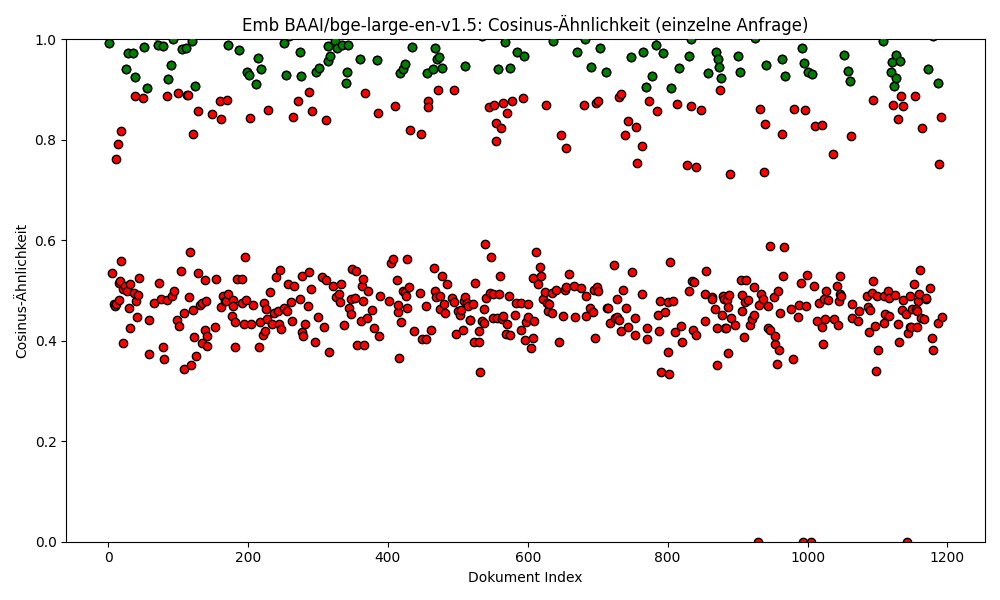 Emb BAAI/bge-large-en-v1.5: Cosinus-Ähnlichkeit (einzelne Anfrage)
Cosinus-Ähnlichkeit
1.0
0.8
0.6
0.4
0.2
0.0
0 200 400 600 800 1000 1200
Dokument Index